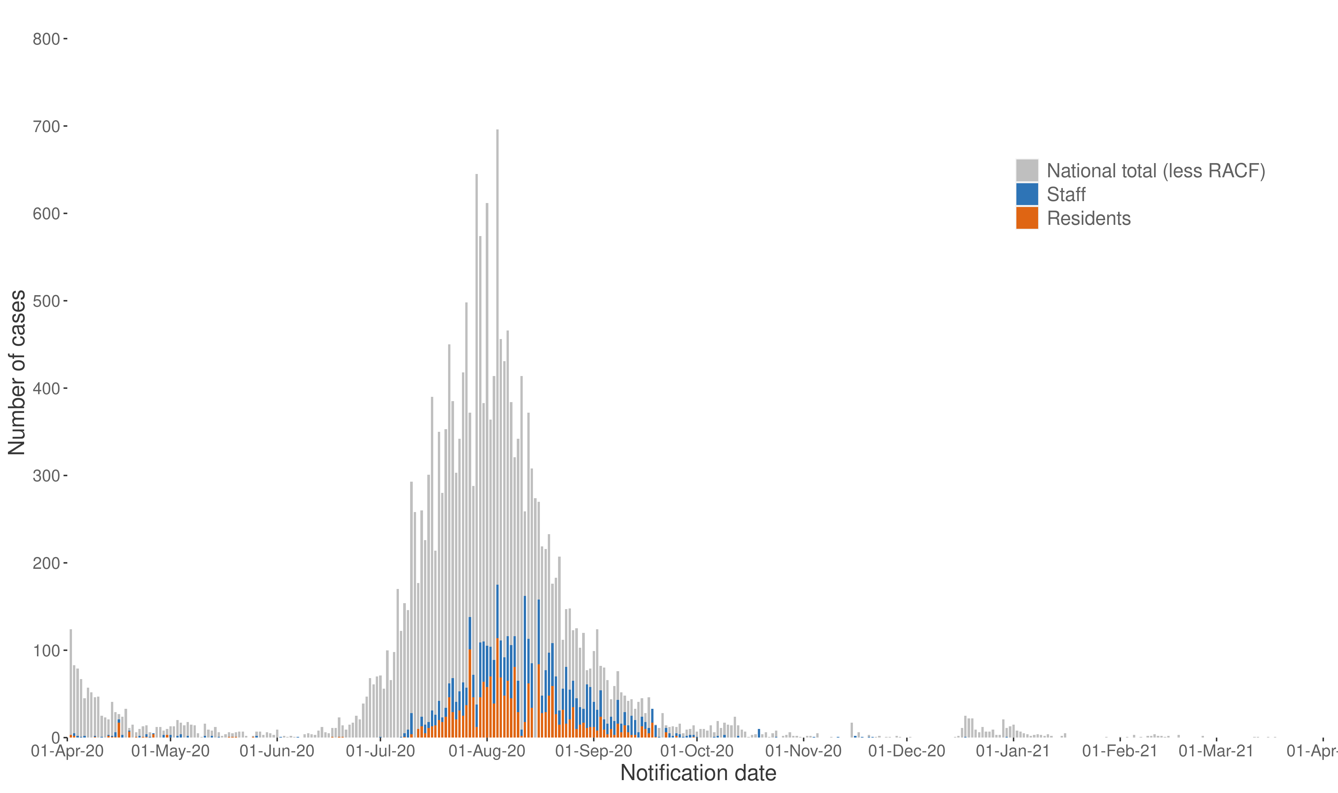 800
700
600
500
400
300
200
100
0
Number of cases
National total (less RACF)
Staff
Residents
01-Apr-20 01-May-20 01-Jun-20 01-Jul-20 01-Aug-20 01-Sep-20 01-Oct-20 01-Nov-20 01-Dec-20 01-Jan-21 01-Feb-21 01-Mar-21 01-Apr-
Notification date